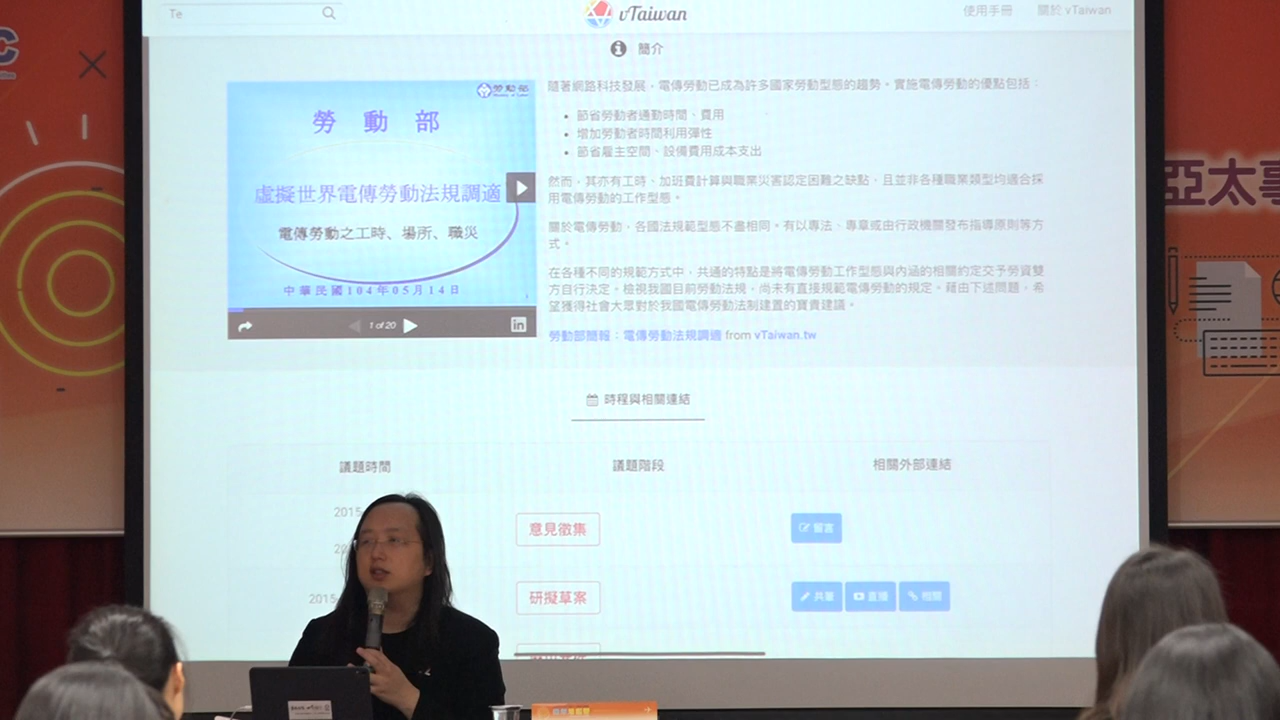 Te
vTaiwan
使用手冊
關於 vTaiwan
簡介
勞動部
勞 動 部
虛擬世界電傳勞動法規調適
電傳勞動之工時、場所、職災
中華民國104年05月14日
1 of 20
隨著網路科技發展，電傳勞動已成為許多國家勞動型態的趨勢。實施電傳勞動的優點包括：
節省勞動者通勤時間、費用
增加勞動者時間利用彈性
節省雇主空間、設備費用成本支出
然而，其亦有工時、加班費計算與職業災害認定困難之缺點，且並非各種職業類型均適合採
用電傳勞動的工作型態。
關於電傳勞動，各國法規範型態不盡相同。有以專法、專章或由行政機關發布指導原則等方
式。
在各種不同的規範方式中，共通的特點是將電傳勞動工作型態與內涵的相關約定交予勞資雙
方自行決定。檢視我國目前勞動法規，尚未有直接規範電傳勞動的規定。藉由下述問題，希
望獲得社會大眾對於我國電傳勞動法制建置的寶貴建議。
勞動部簡報：電傳勞動法規調適 from vTaiwan.tw
時程與相關連結
議題時間
議題階段
相關外部連結
2015
意見徵集
留言
20
2015
研擬草案
共筆
直播
相關
亞太